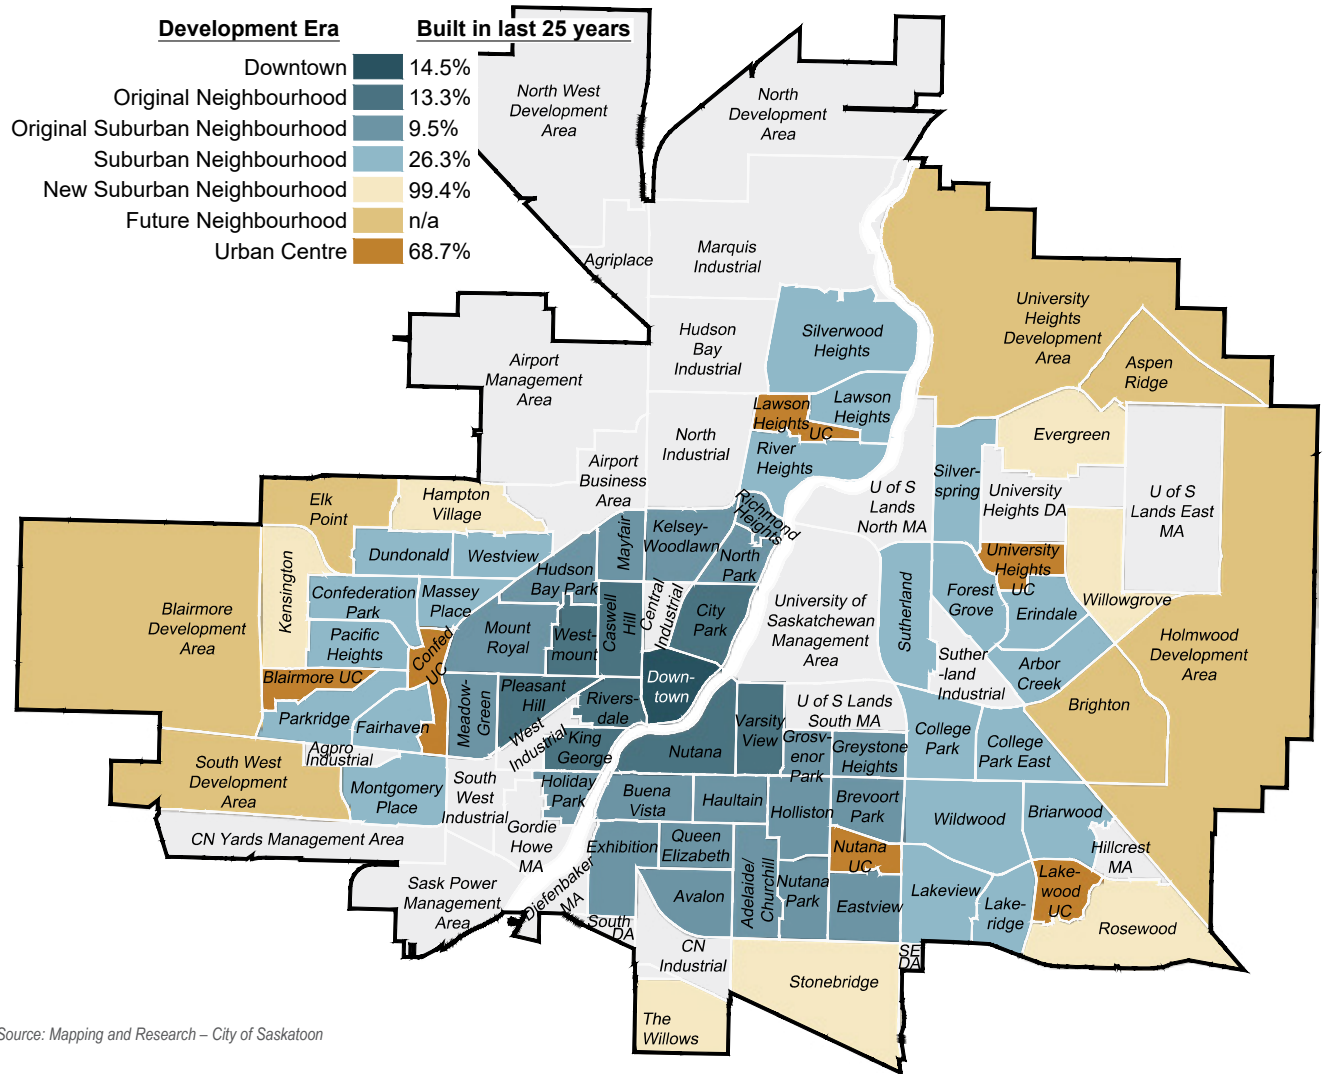 Development Era Built in last 25 years
Downtown 14.5%
Original Neighbourhood 13.3%
Original Suburban Neighbourhood 9.5%
Suburban Neighbourhood 26.3%
New Suburban Neighbourhood 99.4%
Future Neighbourhood n/a
Urban Centre 68.7%
North West
Development
Area
North
Development
Area
Agriplace
Marquis
Industrial
University
Heights
Development
Area
Aspen
Ridge
Hudson
Bay
Industrial
Silverwood
Heights
Airport
Management
Area
Lawson
Heights
UC
Lawson
Heights
North
Industrial
River
Heights
Evergreen
Airport
Business
Area
Silver-
spring
University
Heights DA
U of S
Lands East
MA
U of S
Lands
North MA
Elk
Point
Hampton
Village
Richmond
Heights
Mayfair
Kelsey-
Woodlawn
North
Park
Dundonald
Westview
Hudson
Bay Park
University
Heights
UC
Kensington
Confederation
Park
Massey
Place
Blairmore
Development
Area
Pacific
Heights
Confed
UC
Mount
Royal
West-
mount
Caswell
Hill
Central
Industrial
City
Park
University of
Saskatchewan
Management
Area
Sutherland
Forest
Grove
Erindale
Willowgrove
Holmwood
Development
Area
Suther
-land
Industrial
Arbor
Creek
Blairmore UC
Parkridge
Fairhaven
Meadow-
Green
Pleasant
Hill
Rivers-
dale
Down-
town
West
Industrial
King
George
Nutana
Varsity
View
U of S Lands
South MA
Grosv-
enor
Park
Greystone
Heights
College
Park
College
Park East
Brighton
Agpro
Industrial
South West
Development
Area
Montgomery
Place
South
West
Industrial
Holiday
Park
Gordie
Howe
MA
Buena
Vista
Haultain
Holliston
Brevoort
Park
Wildwood
Briarwood
CN Yards Management Area
Exhibition
Queen
Elizabeth
Nutana
UC
Hillcrest
MA
Sask Power
Management
Area
Diefenbaker
MA
Avalon
Adelaide/
Churchill
Nutana
Park
Eastview
Lakeview
Lake-
ridge
Lake-
wood
UC
Rosewood
South
DA
CN
Industrial
SE
DA
Stonebridge
The
Willows
Source: Mapping and Research – City of Saskatoon